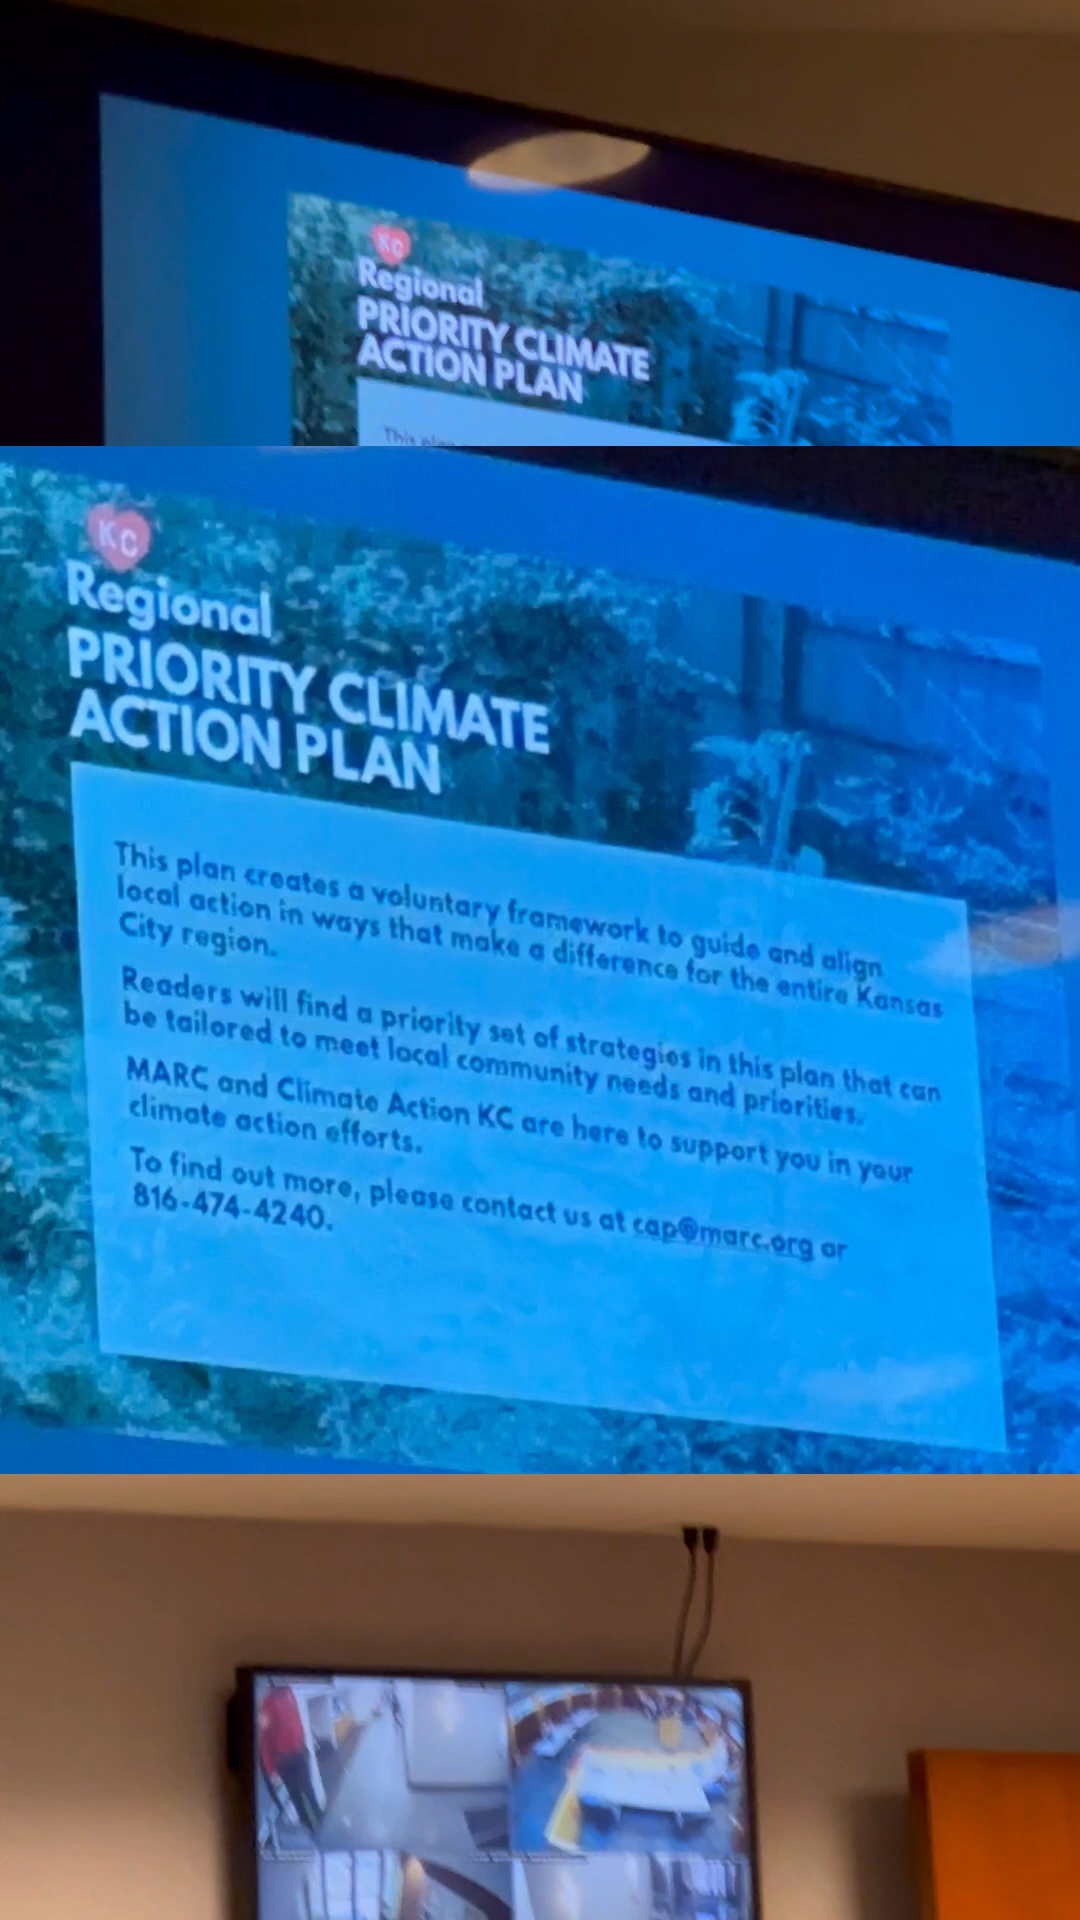 KC
Regional
PRIORITY CLIMATE
ACTION PLAN
This plan
KC
Regional
PRIORITY CLIMATE
ACTION PLAN
This plan creates a voluntary framework to guide and align
local action in ways that make a difference for the entire Kansas
City region.
Readers will find a priority set of strategies in this plan that can
be tailored to meet local community needs and priorities.
MARC and Climate Action KC are here to support you in your
climate action efforts.
To find out more, please contact us at cap@marc.org or
816-474-4240.